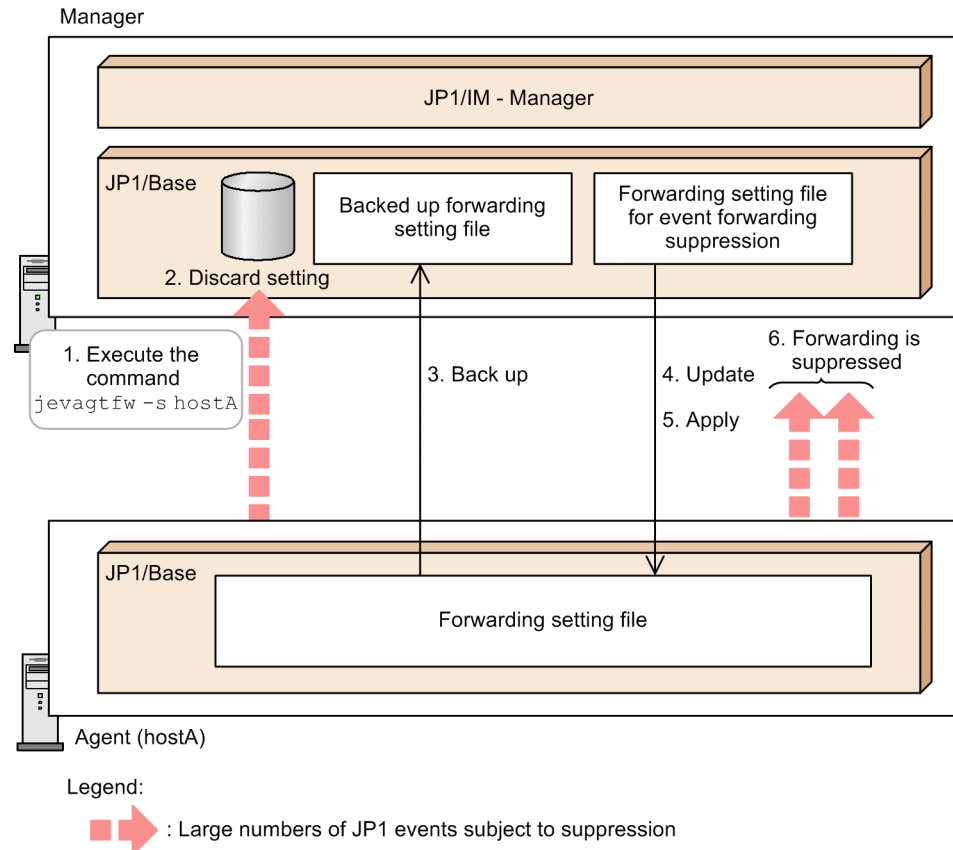 Manager
JP1/IM - Manager
JP1/Base
Backed up forwarding
setting file
Forwarding setting file
for event forwarding
suppression
2. Discard setting
1. Execute the
command
jevagtfw -s hostA
3. Back up
4. Update
5. Apply
6. Forwarding is
suppressed
JP1/Base
Forwarding setting file
Agent (hostA)
Legend:
: Large numbers of JP1 events subject to suppression